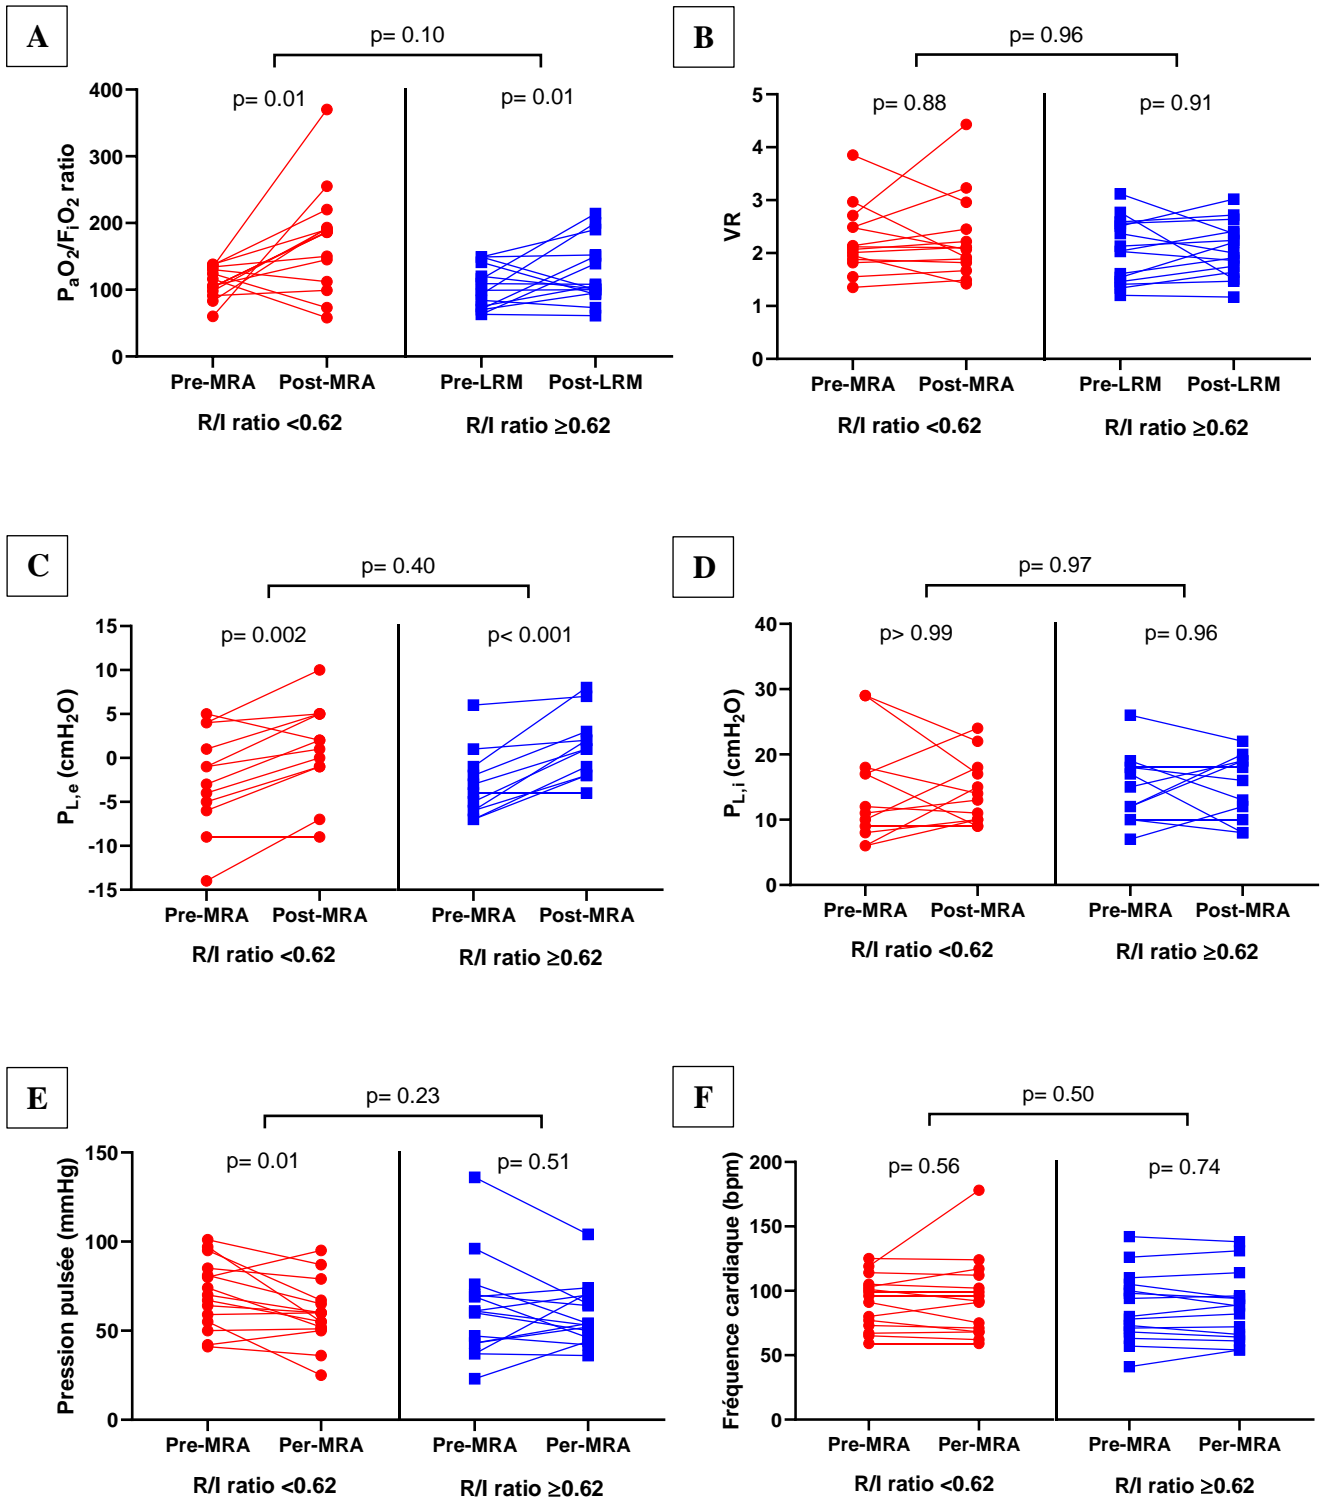 A
p= 0.10
PaO2/FiO2 ratio
400
300
200
100
0
p= 0.01
p= 0.01
Pre-MRA Post-MRA
Pre-LRM Post-LRM
R/I ratio <0.62
R/I ratio ≥0.62
B
p= 0.96
VR
5
4
3
2
1
0
p= 0.88
p= 0.91
Pre-MRA Post-MRA
Pre-LRM Post-LRM
R/I ratio <0.62
R/I ratio ≥0.62
C
p= 0.40
PL,e (cmH2O)
15
10
5
0
-5
-10
-15
p= 0.002
p< 0.001
Pre-MRA Post-MRA
Pre-MRA Post-MRA
R/I ratio <0.62
R/I ratio ≥0.62
D
p= 0.97
PL,i (cmH2O)
40
30
20
10
0
p> 0.99
p= 0.96
Pre-MRA Post-MRA
Pre-MRA Post-MRA
R/I ratio <0.62
R/I ratio ≥0.62
E
p= 0.23
Pression pulsée (mmHg)
150
100
50
0
p= 0.01
p= 0.51
Pre-MRA Per-MRA
Pre-MRA Per-MRA
R/I ratio <0.62
R/I ratio ≥0.62
F
p= 0.50
Fréquence cardiaque (bpm)
200
150
100
50
0
p= 0.56
p= 0.74
Pre-MRA Per-MRA
Pre-MRA Per-MRA
R/I ratio <0.62
R/I ratio ≥0.62